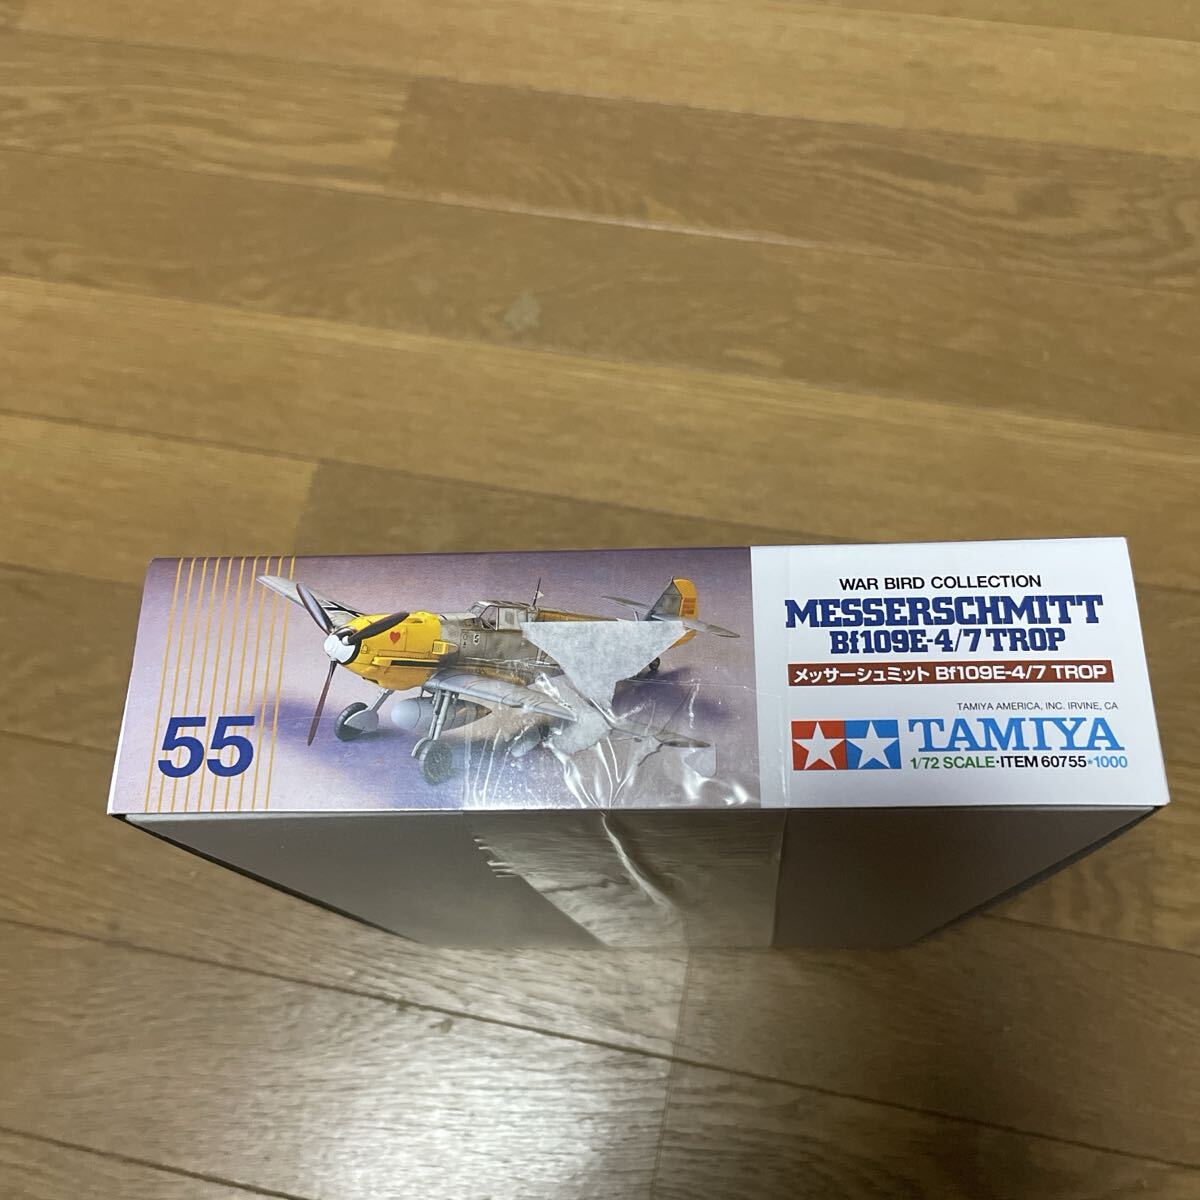 55
WAR BIRD COLLECTION
MESSERSCHMITT
Bf109E-4/7 TROP
メッサーシュミット Bf109E-4/7 TROP
TAMIYA AMERICA, INC. IRVINE, CA
TAMIYA
1/72 SCALE·ITEM 60755*1000